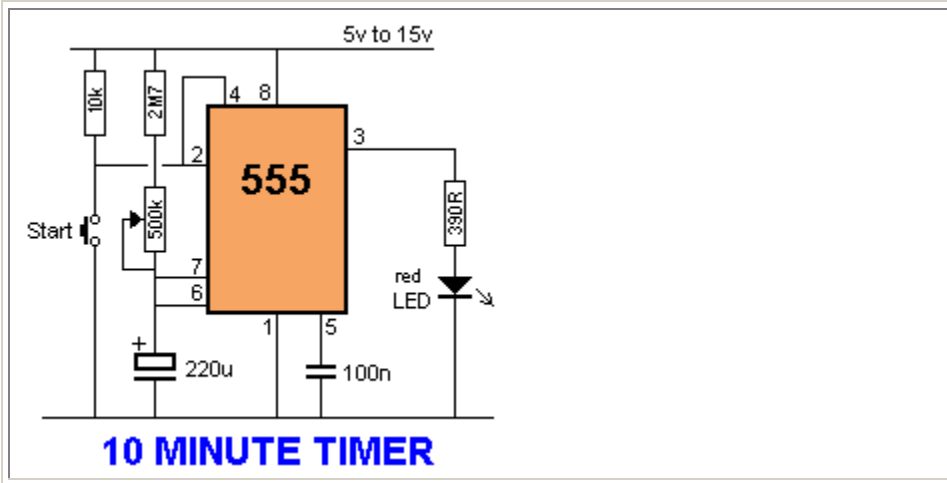 5v to 15v
10k
2M7
4 8
3
2
555
Start
500k
390R
7
6
red
LED
1
5
+
220u
100n
10 MINUTE TIMER